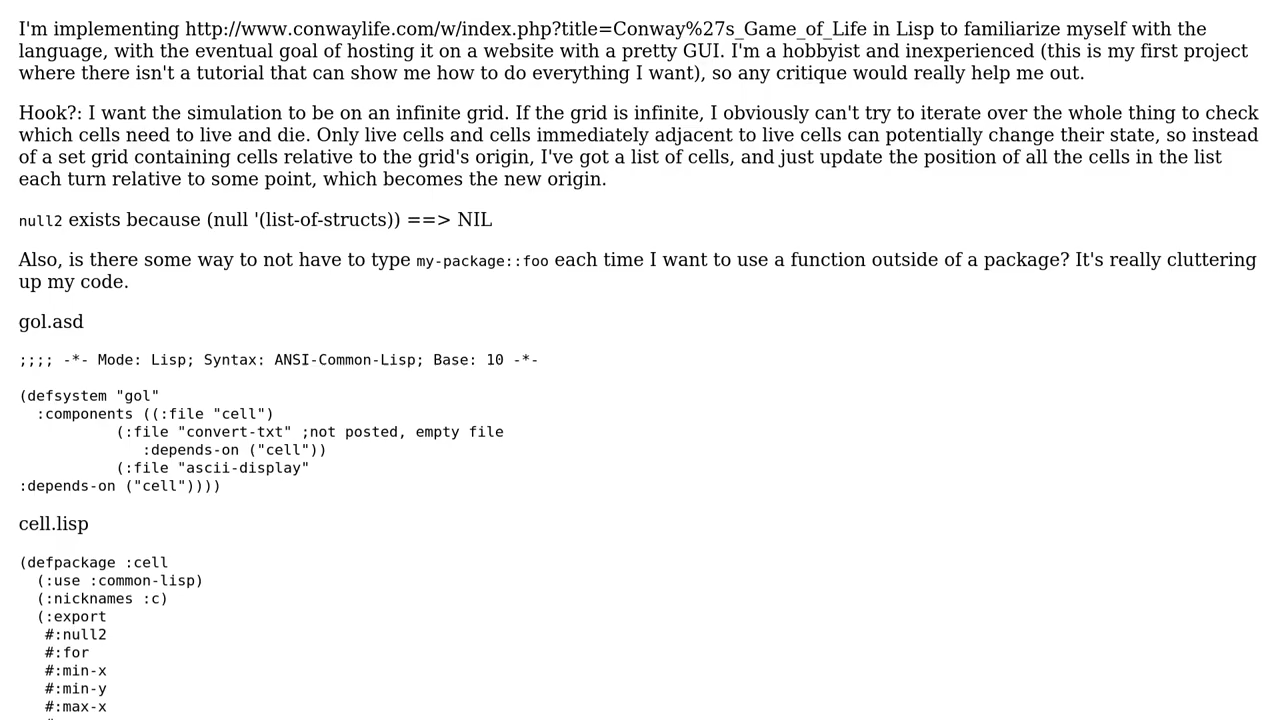 I'm implementing http://www.conwaylife.com/w/index.php?title=Conway%27s_Game_of_Life in Lisp to familiarize myself with the
language, with the eventual goal of hosting it on a website with a pretty GUI. I'm a hobbyist and inexperienced (this is my first project
where there isn't a tutorial that can show me how to do everything I want), so any critique would really help me out.
Hook?: I want the simulation to be on an infinite grid. If the grid is infinite, I obviously can't try to iterate over the whole thing to check
which cells need to live and die. Only live cells and cells immediately adjacent to live cells can potentially change their state, so instead
of a set grid containing cells relative to the grid's origin, I've got a list of cells, and just update the position of all the cells in the list
each turn relative to some point, which becomes the new origin.
null2 exists because (null '(list-of-structs)) ==> NIL
Also, is there some way to not have to type my-package::foo each time I want to use a function outside of a package? It's really cluttering
up my code.
gol.asd
;;;; -*- Mode: Lisp; Syntax: ANSI-Common-Lisp; Base: 10 -*-
(defsystem "gol"
  :components ((:file "cell")
           (:file "convert-txt" ;not posted, empty file
              :depends-on ("cell"))
           (:file "ascii-display"
:depends-on ("cell"))))
cell.lisp
(defpackage :cell
  (:use :common-lisp)
  (:nicknames :c)
  (:export
   #:null2
   #:for
   #:min-x
   #:min-y
   #:max-x